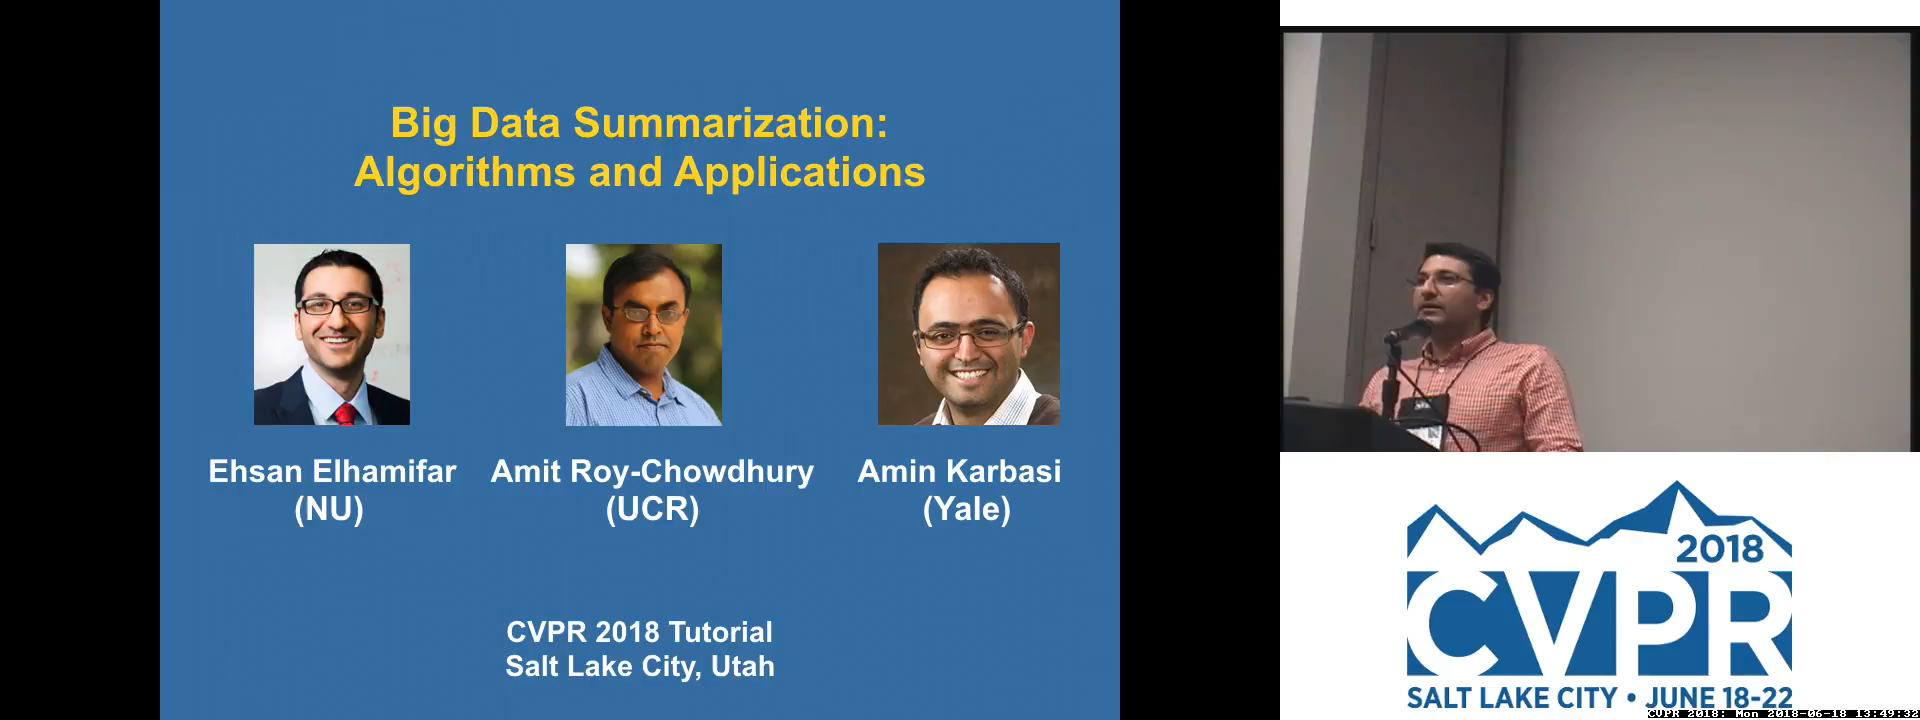 Big Data Summarization:
Algorithms and Applications
Ehsan Elhamifar
(NU)
Amit Roy-Chowdhury
(UCR)
Amin Karbasi
(Yale)
CVPR 2018 Tutorial
Salt Lake City, Utah
2018
CVPR
SALT LAKE CITY • JUNE 18-22
CVPR 2018: Mon 2018-06-18 13:49:32